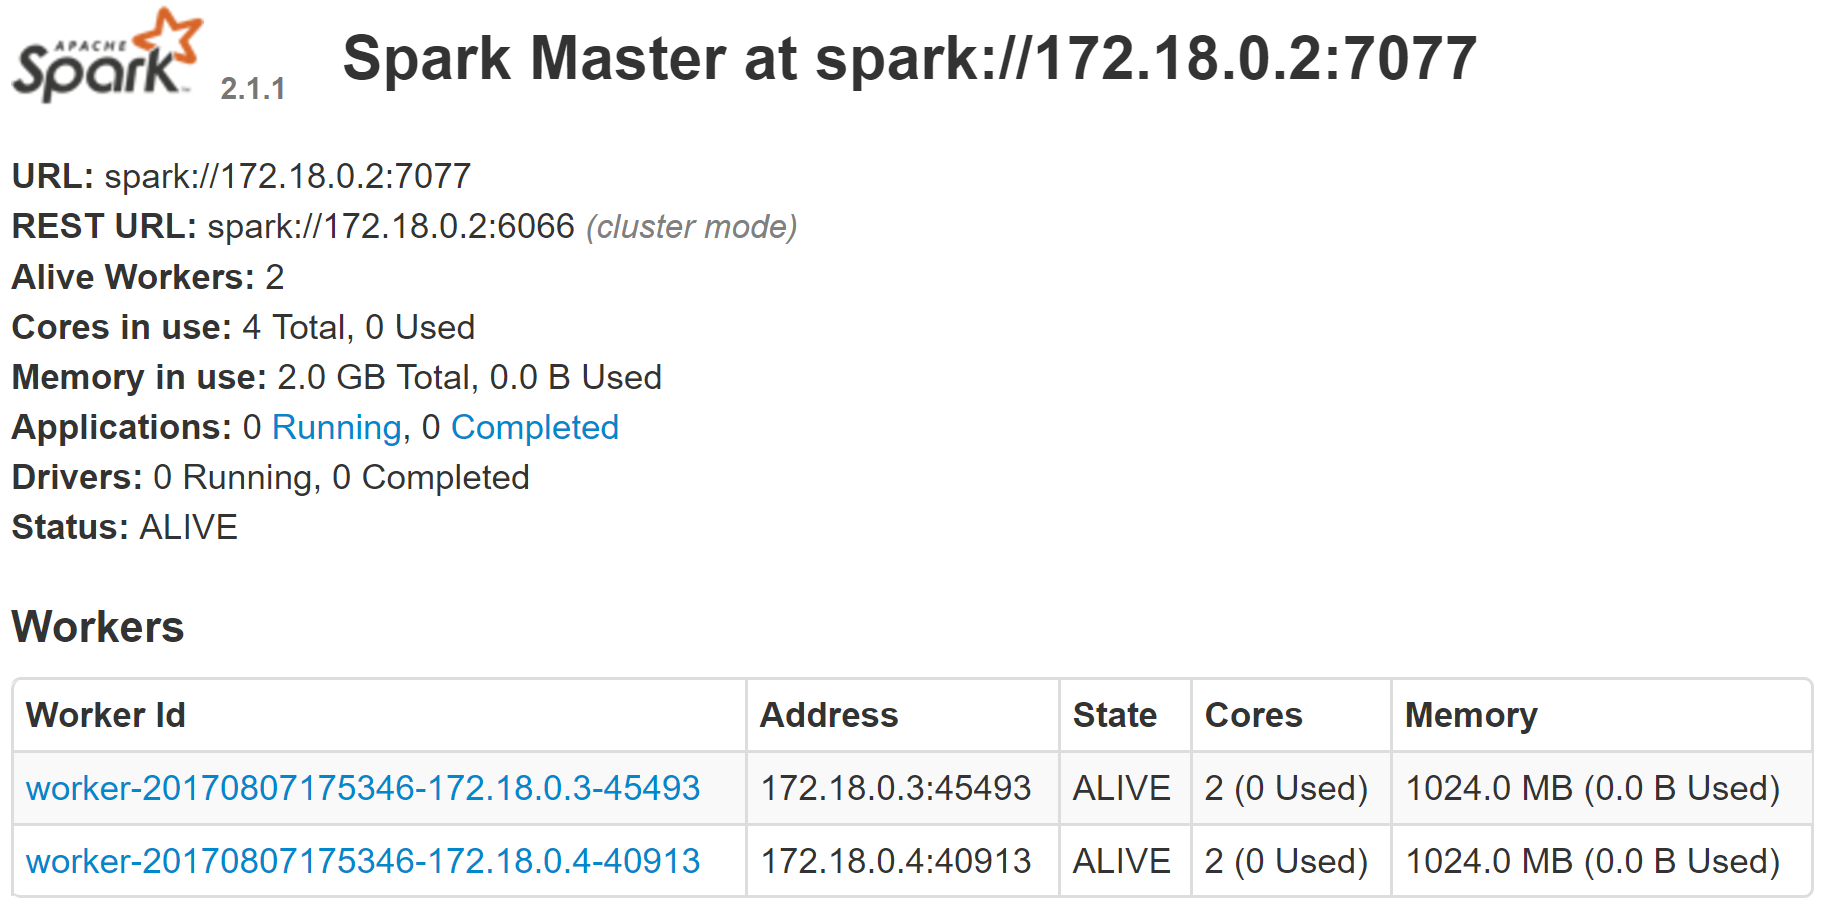 APACHE
Spark™ 2.1.1 Spark Master at spark://172.18.0.2:7077
URL: spark://172.18.0.2:7077
REST URL: spark://172.18.0.2:6066 (cluster mode)
Alive Workers: 2
Cores in use: 4 Total, 0 Used
Memory in use: 2.0 GB Total, 0.0 B Used
Applications: 0 Running, 0 Completed
Drivers: 0 Running, 0 Completed
Status: ALIVE
Workers
Worker Id Address State Cores Memory
worker-20170807175346-172.18.0.3-45493 172.18.0.3:45493 ALIVE 2 (0 Used) 1024.0 MB (0.0 B Used)
worker-20170807175346-172.18.0.4-40913 172.18.0.4:40913 ALIVE 2 (0 Used) 1024.0 MB (0.0 B Used)